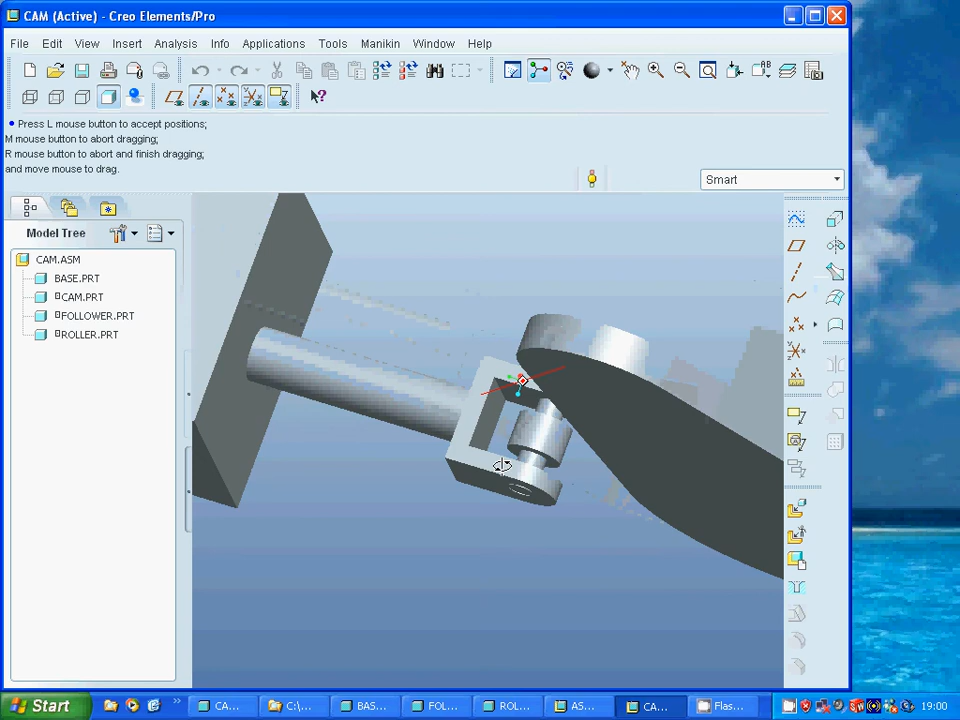 CAM (Active) - Creo Elements/Pro
File Edit View Insert Analysis Info Applications Tools Manikin Window Help
Press L mouse button to accept positions;
M mouse button to abort dragging;
R mouse button to abort and finish dragging;
and move mouse to drag.
Smart
Model Tree
CAM.ASM
BASE.PRT
CAM.PRT
FOLLOWER.PRT
ROLLER.PRT
Start
CA...
C:\...
BAS...
FOL...
ROL...
AS...
CA...
Flas...
19:00